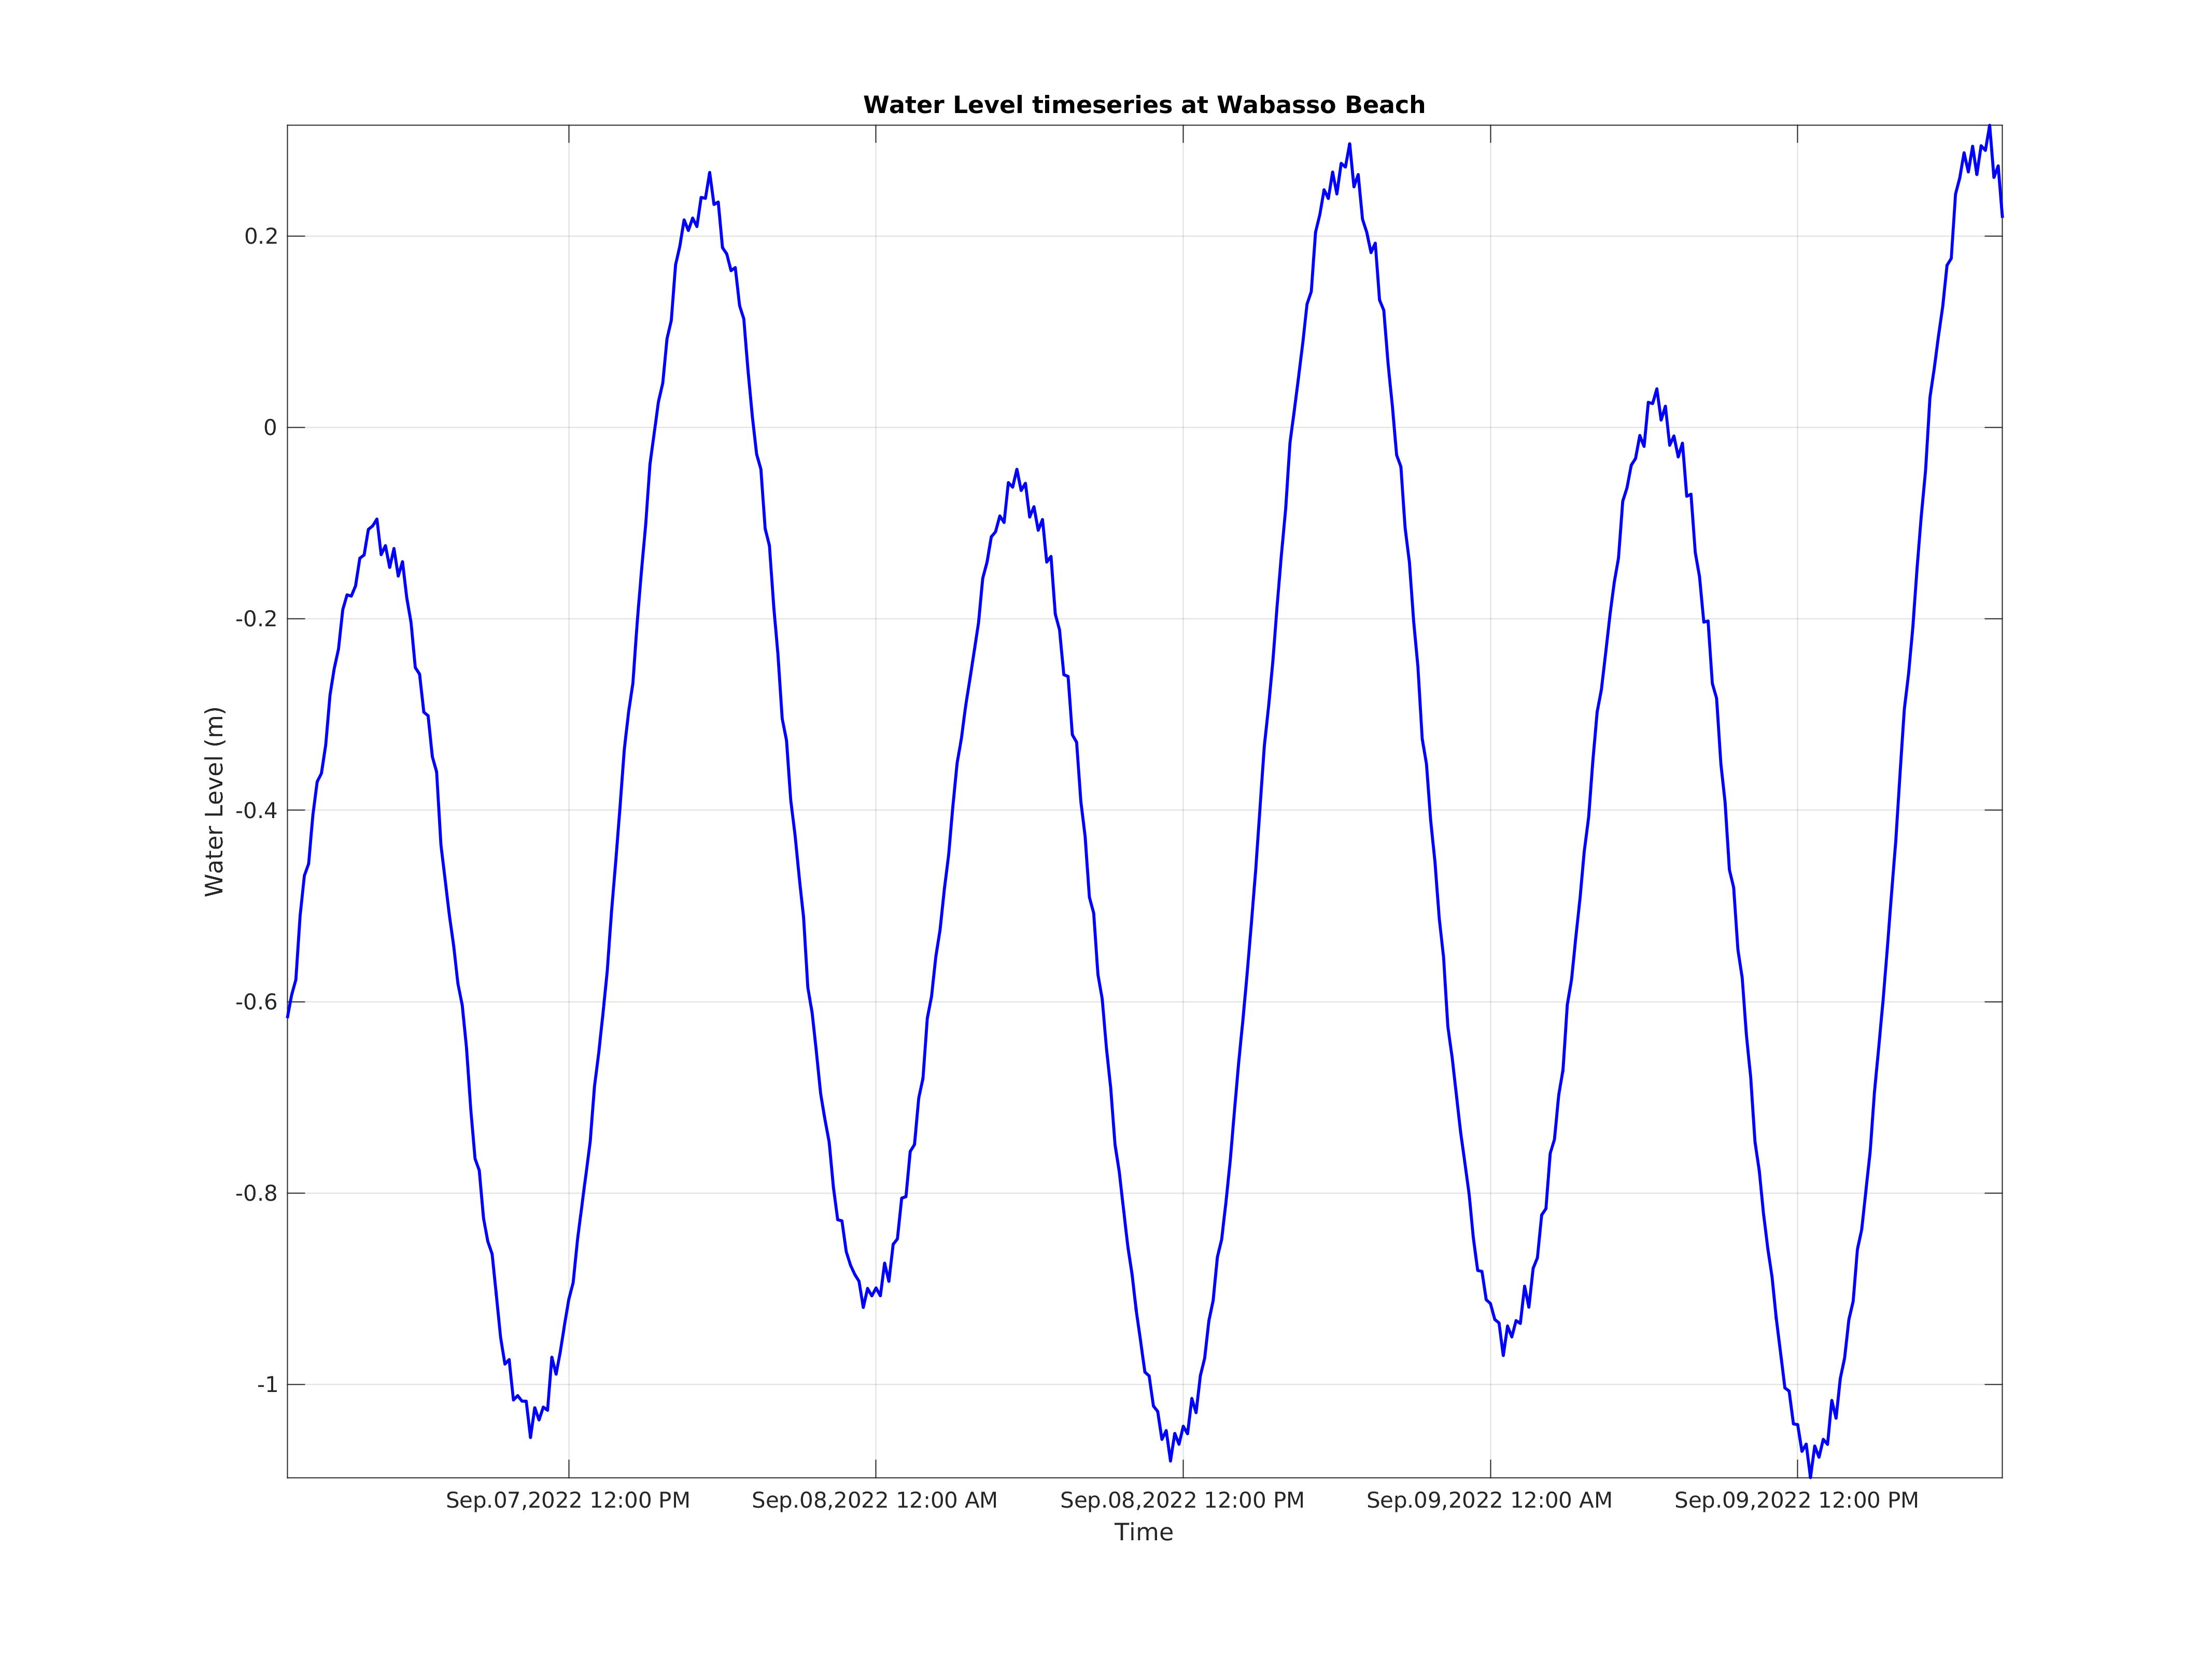 Water Level timeseries at Wabasso Beach
0.2
0
-0.2
-0.4
-0.6
-0.8
-1
Water Level (m)
Sep.07,2022 12:00 PM
Sep.08,2022 12:00 AM
Sep.08,2022 12:00 PM
Sep.09,2022 12:00 AM
Sep.09,2022 12:00 PM
Time